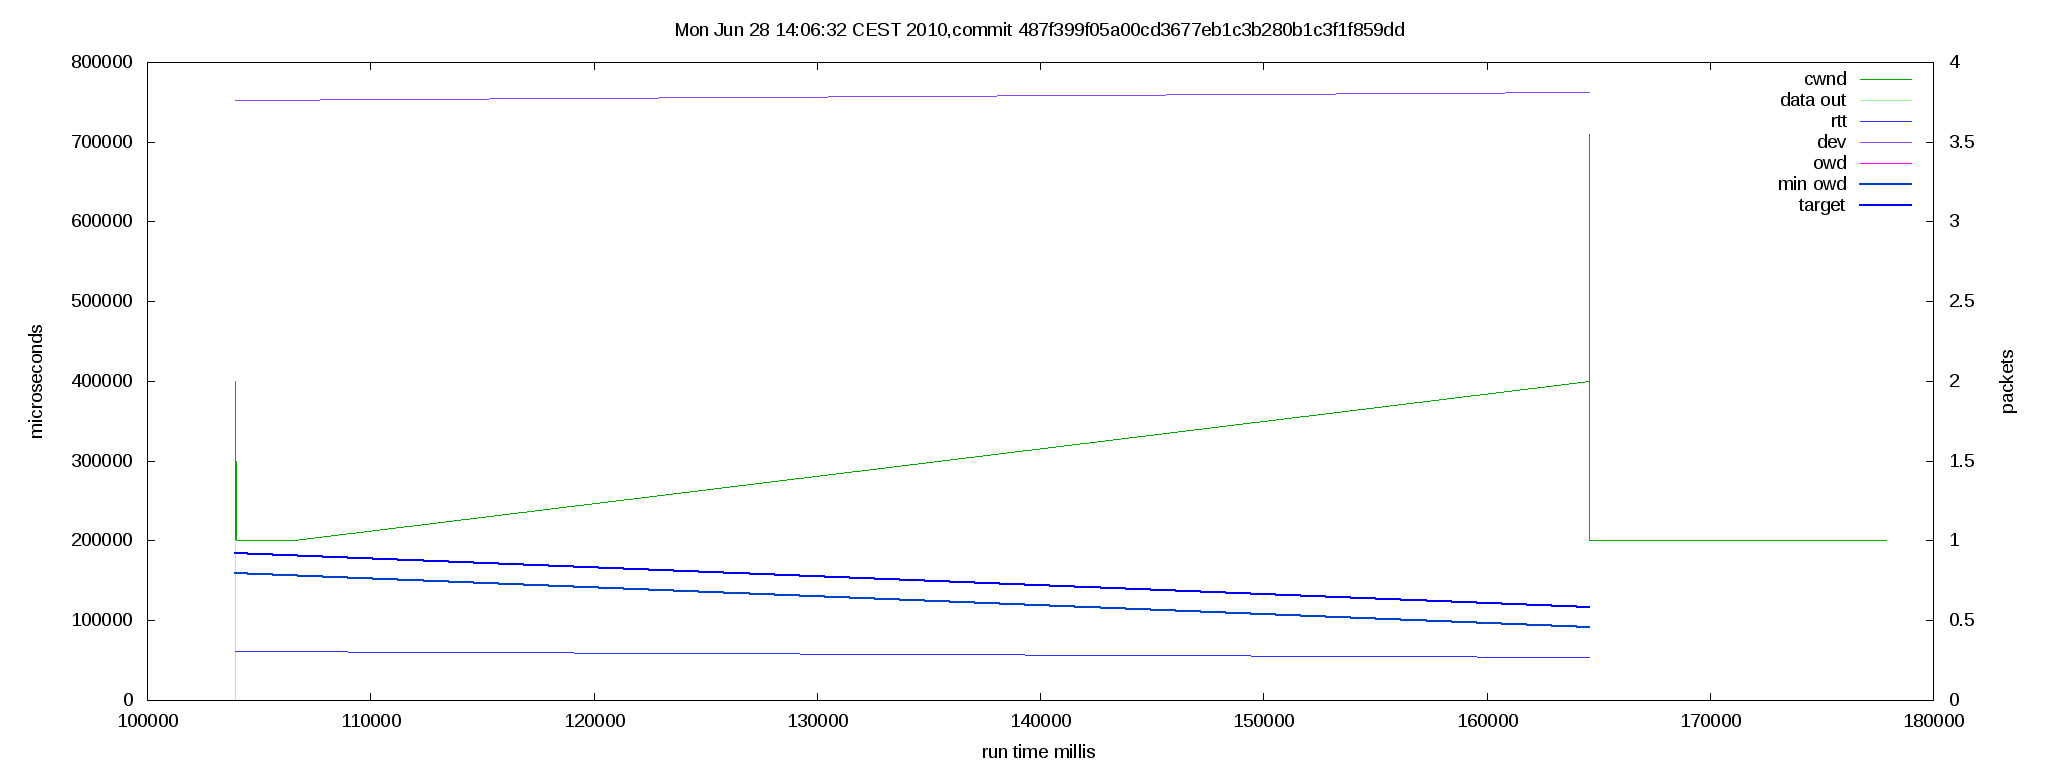 Mon Jun 28 14:06:32 CEST 2010,commit 487f399f05a00cd3677eb1c3b280b1c3f1f859dd
800000
700000
600000
500000
400000
300000
200000
100000
0
microseconds
4
3.5
3
2.5
2
1.5
1
0.5
0
packets
cwnd
data out
rtt
dev
owd
min owd
target
100000 110000 120000 130000 140000 150000 160000 170000 180000
run time millis